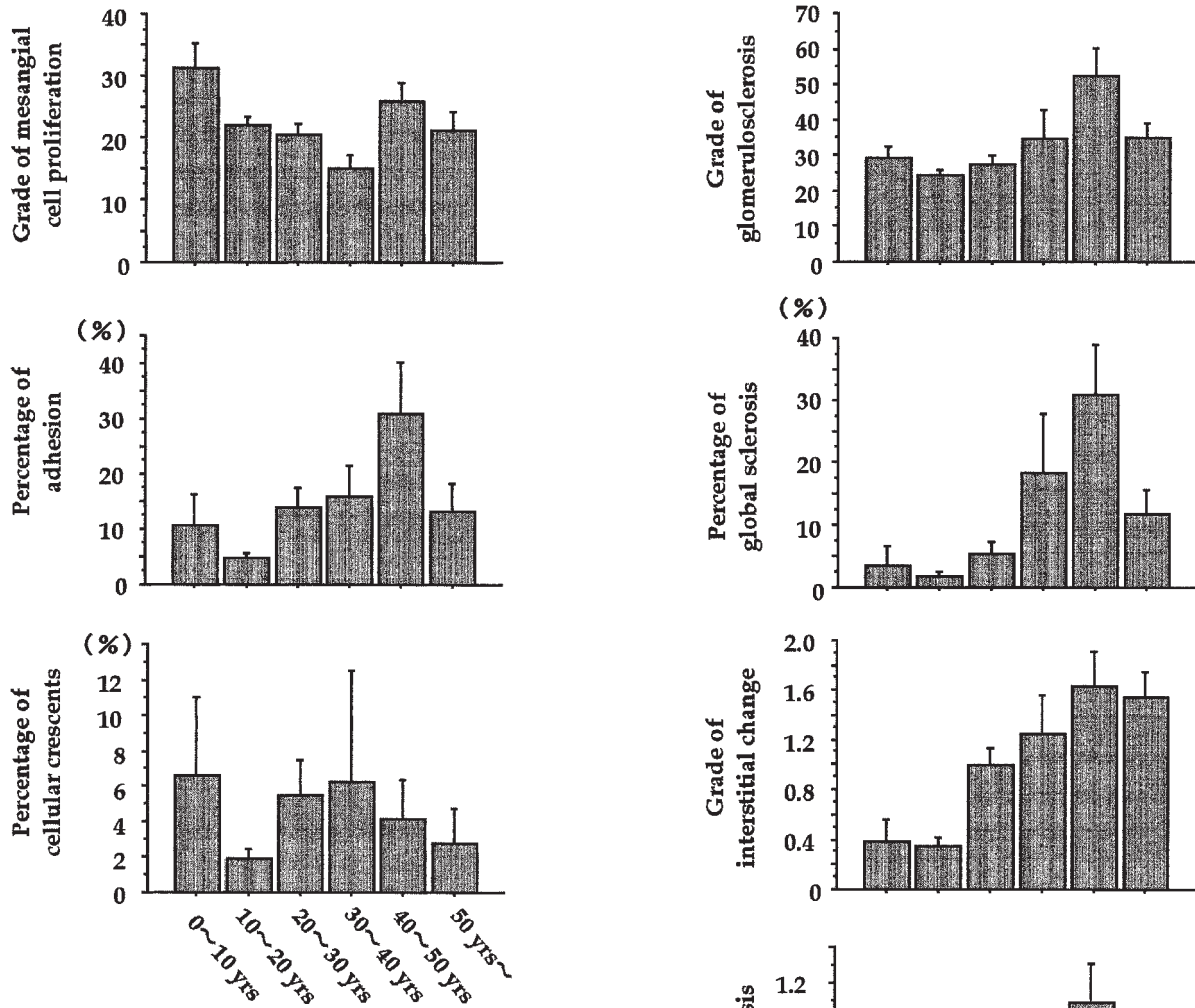 Grade of mesangial
cell proliferation
40
30
20
10
0
Grade of
glomerulosclerosis
70
60
50
40
30
20
10
0
(%)
Percentage of
adhesion
40
30
20
10
0
(%)
Percentage of
global sclerosis
40
30
20
10
0
(%)
Percentage of
cellular crescents
12
10
8
6
4
2
0
0~10 yrs
10~20 yrs
20~30 yrs
30~40 yrs
40~50 yrs
50 yrs~
Grade of
interstitial change
2.0
1.6
1.2
0.8
0.4
0
1.2